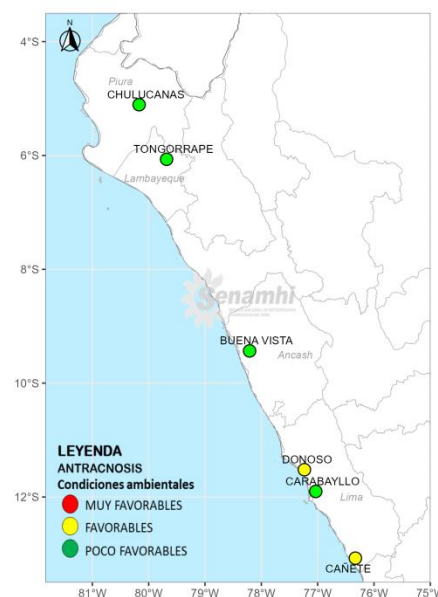 N
4°S
6°S
8°S
10°S
12°S
Piura
CHULUCANAS
TONGORRAPE
Lambayeque
Senamhi
BUENA VISTA
Ancash
DONOSO
CARABAYLLO
Lima
CAÑETE
LEYENDA
ANTRACNOSIS
Condiciones ambientales
MUY FAVORABLES
FAVORABLES
POCO FAVORABLES
81°W 80°W 79°W 78°W 77°W 76°W 75°W